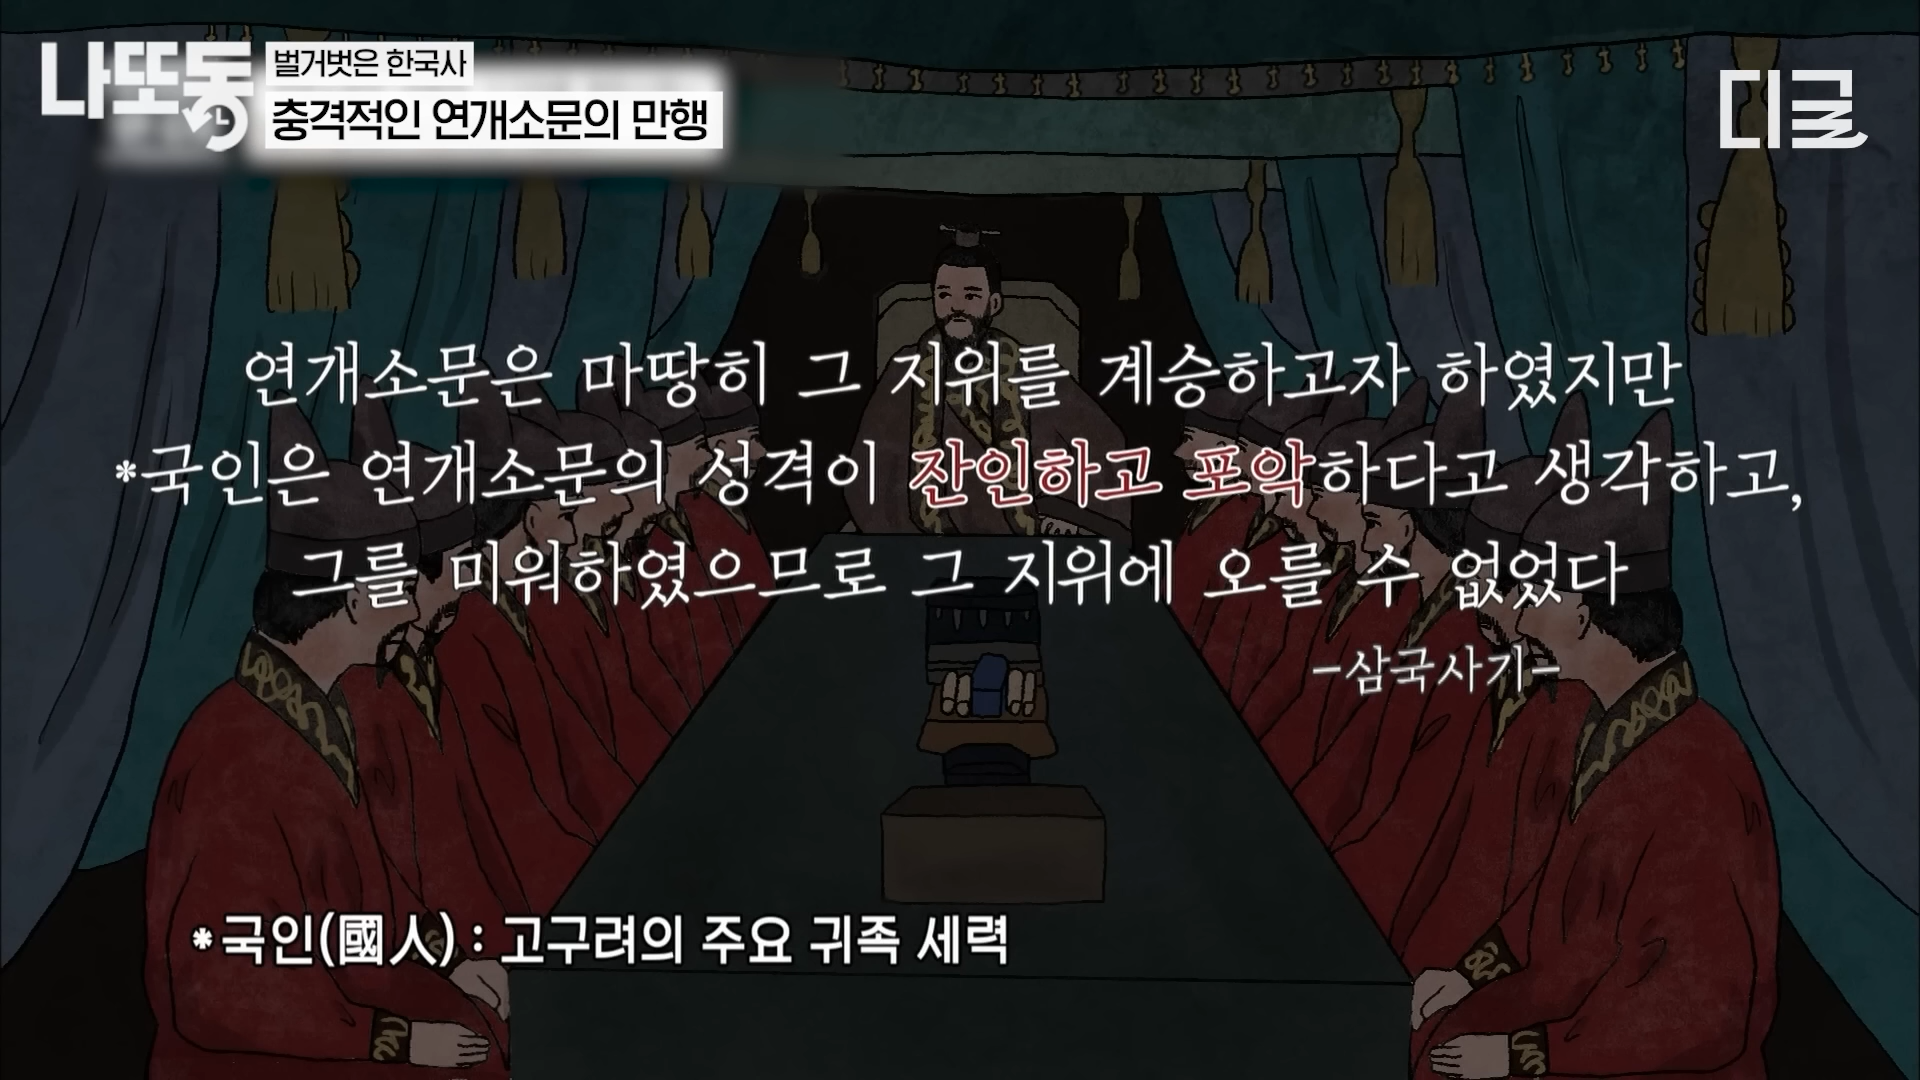 나또동
벌거벗은 한국사
충격적인 연개소문의 만행
디글
연개소문은 마땅히 그 지위를 계승하고자 하였지만
*국인은 연개소문의 성격이 잔인하고 포악하다고 생각하고,
그를 미워하였으므로 그 지위에 오를 수 없었다
-삼국사기-
*국인(國人) : 고구려의 주요 귀족 세력